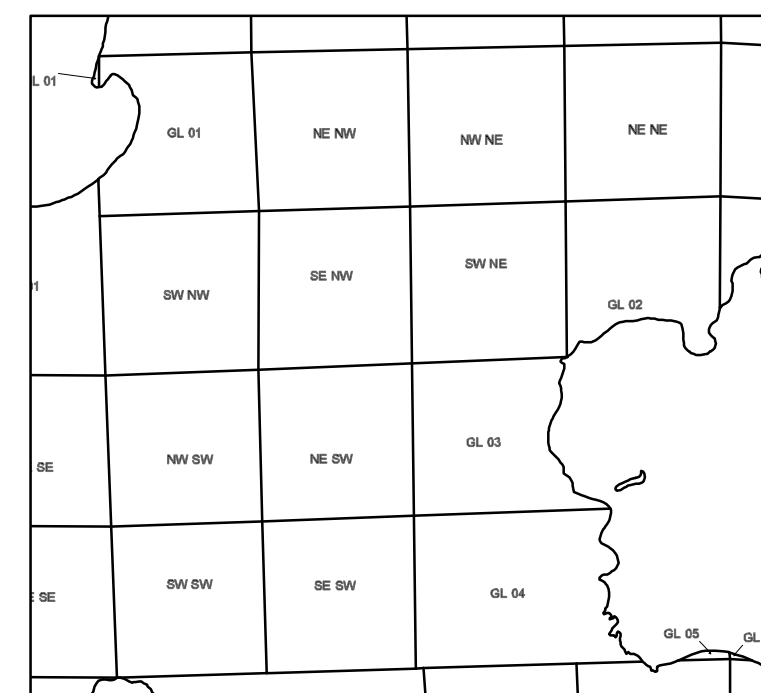 L 01
GL 01
NE NW
NW NE
NE NE
SW NW
SE NW
SW NE
GL 02
SE
NW SW
NE SW
GL 03
SE
SW SW
SE SW
GL 04
GL 05
GL